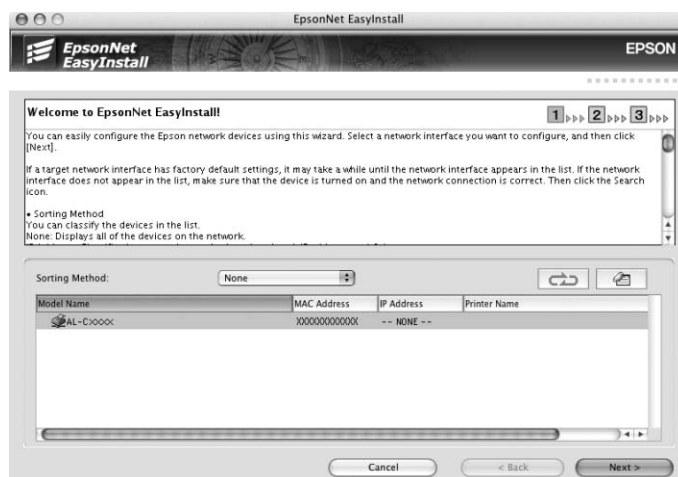 EpsonNet EasyInstall
EpsonNet
EasyInstall
EPSON
Welcome to EpsonNet EasyInstall!
1 2 3
You can easily configure the Epson network devices using this wizard. Select a network interface you want to configure, and then click
[Next].
If a target network interface has factory default settings, it may take a while until the network interface appears in the list. If the network
interface does not appear in the list, make sure that the device is turned on and the network connection is correct. Then click the Search
icon.
• Sorting Method
You can classify the devices in the list.
None: Displays all of the devices on the network.
Sorting Method: None
Model Name MAC Address IP Address Printer Name
AL-CXXXX XXXXXXXXXXXX -- NONE --
Cancel < Back Next >